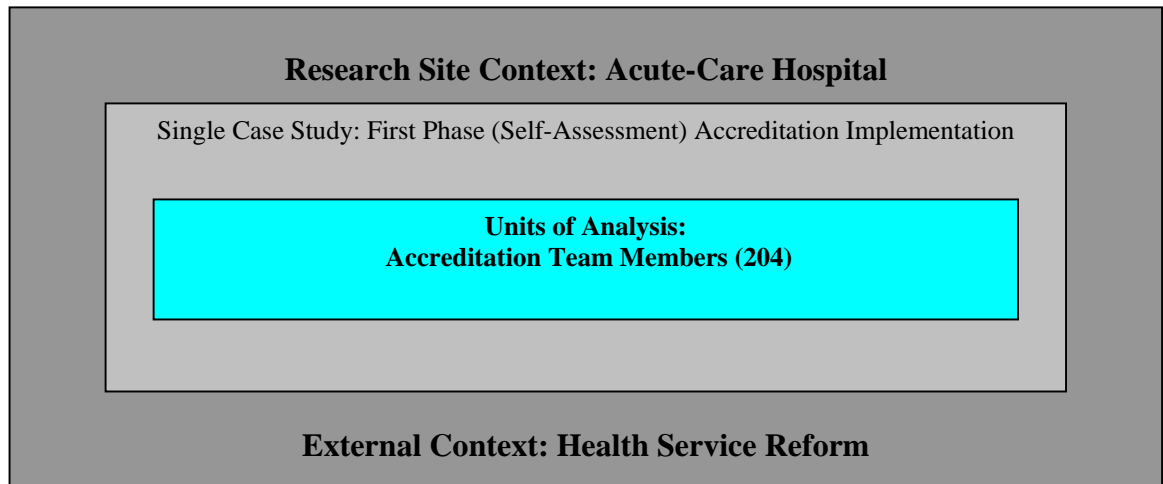 Research Site Context: Acute-Care Hospital
Single Case Study: First Phase (Self-Assessment) Accreditation Implementation
Units of Analysis:
Accreditation Team Members (204)
External Context: Health Service Reform